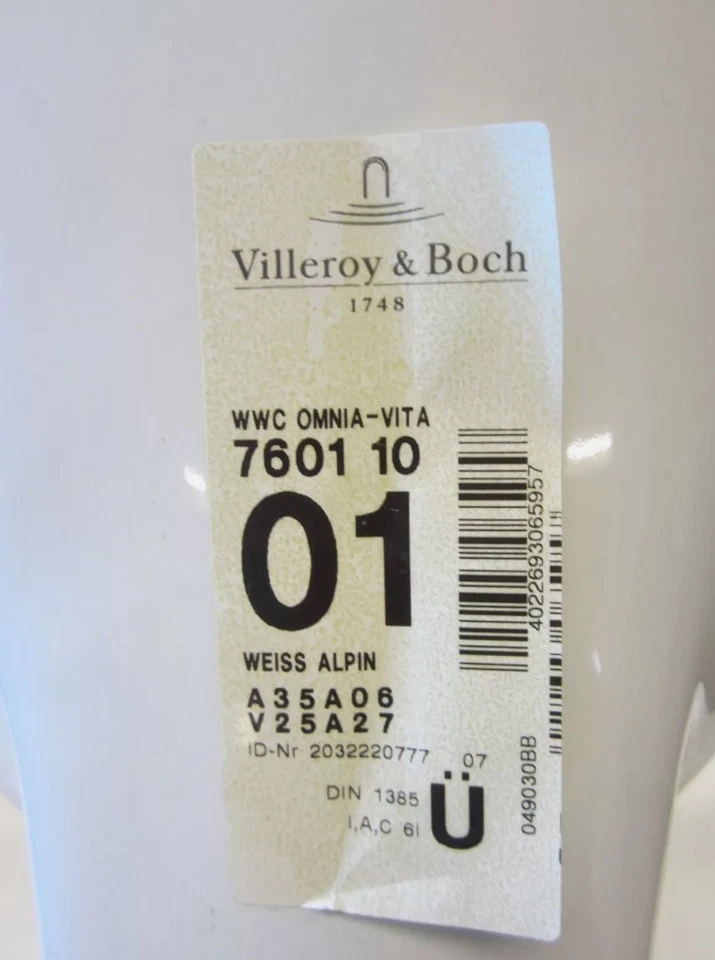 Villeroy & Boch
1748
WWC OMNIA-VITA
7601 10
01
WEISS ALPIN
A35A06
V25A27
ID-Nr 2032220777 07
DIN 1385
I,A,C 6l
Ü
4022693065957
049030BB